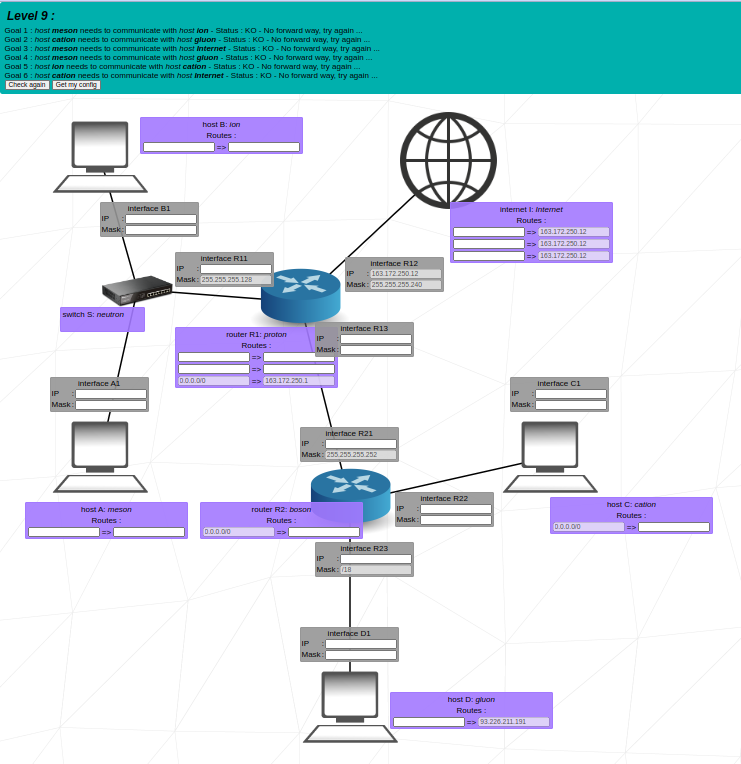 Level 9 :
Goal 1 : host meson needs to communicate with host ion - Status : KO - No forward way, try again ...
Goal 2 : host cation needs to communicate with host gluon - Status : KO - No forward way, try again ...
Goal 3 : host meson needs to communicate with host Internet - Status : KO - No forward way, try again ...
Goal 4 : host meson needs to communicate with host gluon - Status : KO - No forward way, try again ...
Goal 5 : host ion needs to communicate with host cation - Status : KO - No forward way, try again ...
Goal 6 : host cation needs to communicate with host Internet - Status : KO - No forward way, try again ...
Check again Get my config
host B: ion
Routes :
=>
interface B1
IP :
Mask :
internet I: Internet
Routes :
=> 163.172.250.12
=> 163.172.250.12
=> 163.172.250.12
interface R11
IP :
Mask : 255.255.255.128
interface R12
IP : 163.172.250.12
Mask : 255.255.255.240
switch S: neutron
interface R13
IP :
Mask :
router R1: proton
Routes :
=>
=>
0.0.0.0/0 => 163.172.250.1
interface A1
IP :
Mask :
interface C1
IP :
Mask :
interface R21
IP :
Mask : 255.255.255.252
host A: meson
Routes :
=>
router R2: boson
Routes :
0.0.0.0/0 =>
interface R22
IP :
Mask :
host C: cation
Routes :
0.0.0.0/0 =>
interface R23
IP :
Mask : /18
interface D1
IP :
Mask :
host D: gluon
Routes :
=> 93.226.211.191